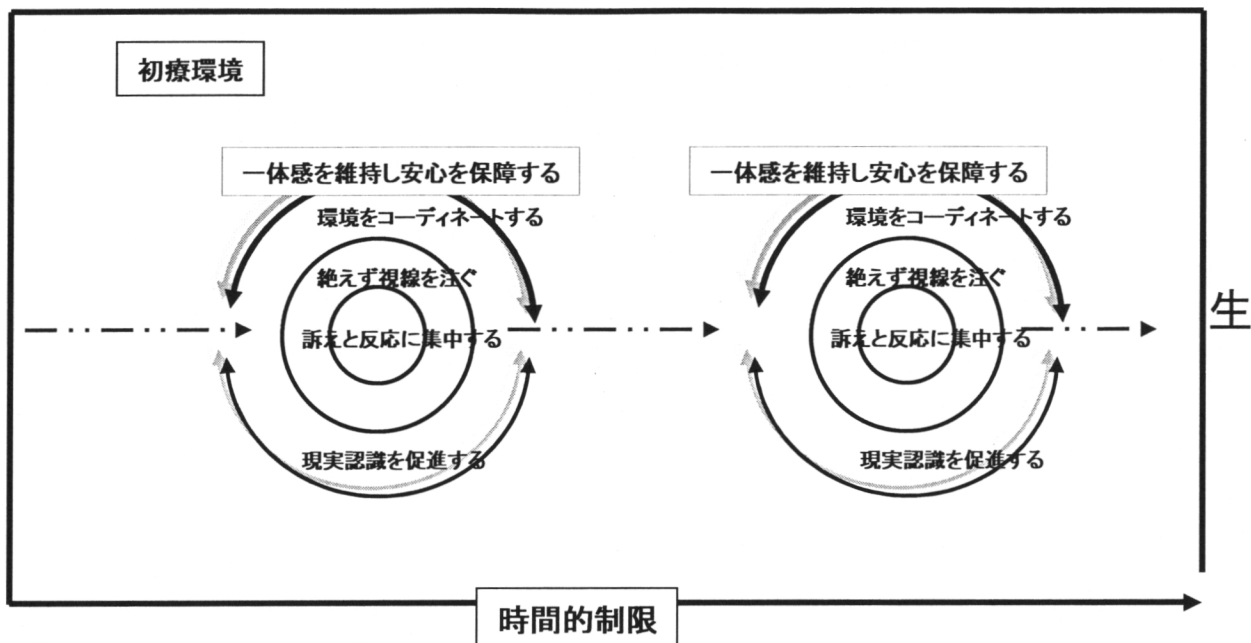 初療環境
一体感を維持し安心を保障する
環境をコーディネートする
絶えず視線を注ぐ
訴えと反応に集中する
現実認識を促進する
一体感を維持し安心を保障する
環境をコーディネートする
絶えず視線を注ぐ
訴えと反応に集中する
現実認識を促進する
生
時間的制限